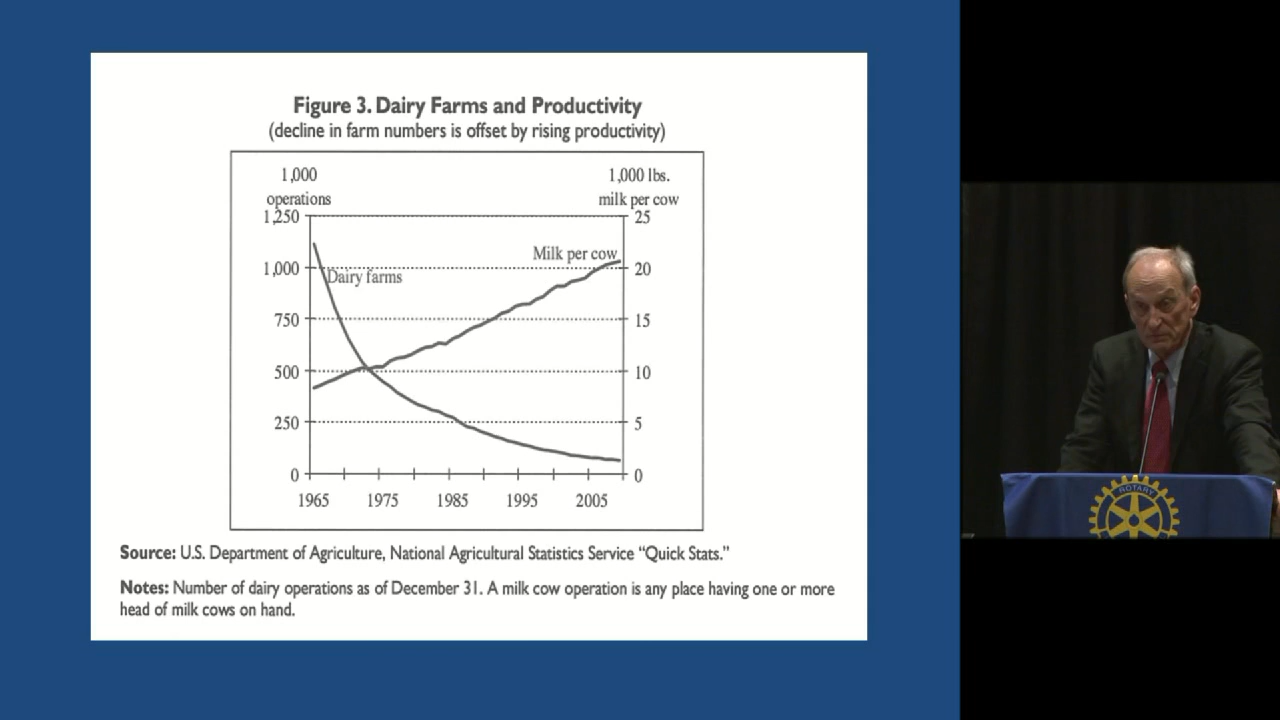 Figure 3. Dairy Farms and Productivity
(decline in farm numbers is offset by rising productivity)
1,000
operations
1,000 lbs.
milk per cow
1,250
25
Milk per cow
1,000
Dairy farms
20
750
15
500
10
250
5
0
0
1965
1975
1985
1995
2005
Source: U.S. Department of Agriculture, National Agricultural Statistics Service “Quick Stats.”
Notes: Number of dairy operations as of December 31. A milk cow operation is any place having one or more
head of milk cows on hand.
ROTARY